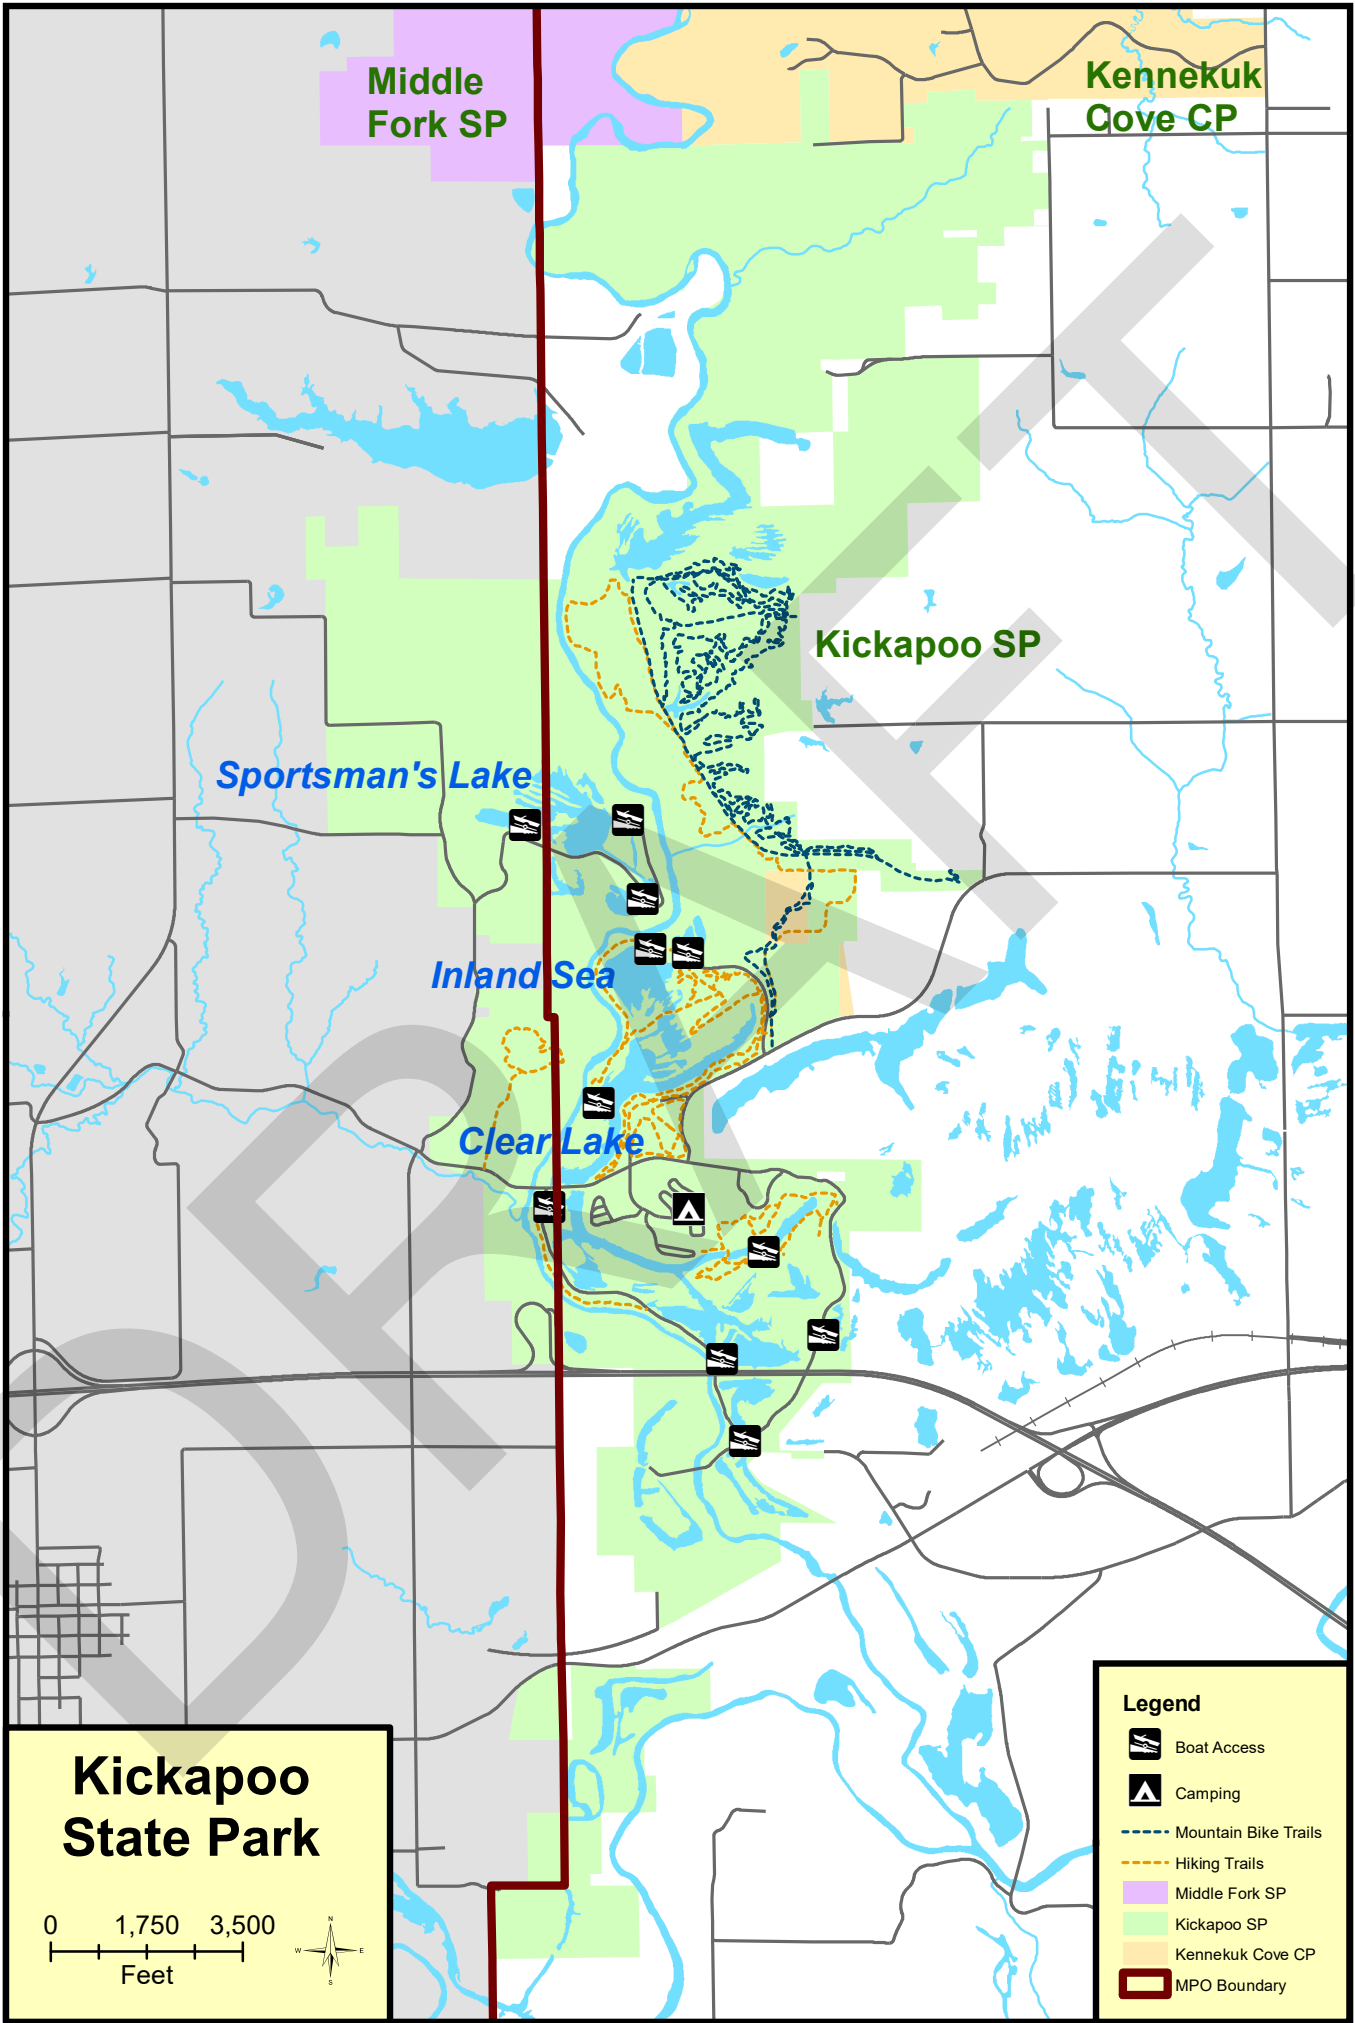 Middle
Fork SP
Kennekuk
Cove CP
Kickapoo SP
Sportsman's Lake
Inland Sea
Clear Lake
DRAFT
Kickapoo
State Park
0 1,750 3,500
Feet
N
W E
S
Legend
Boat Access
Camping
Mountain Bike Trails
Hiking Trails
Middle Fork SP
Kickapoo SP
Kennekuk Cove CP
MPO Boundary